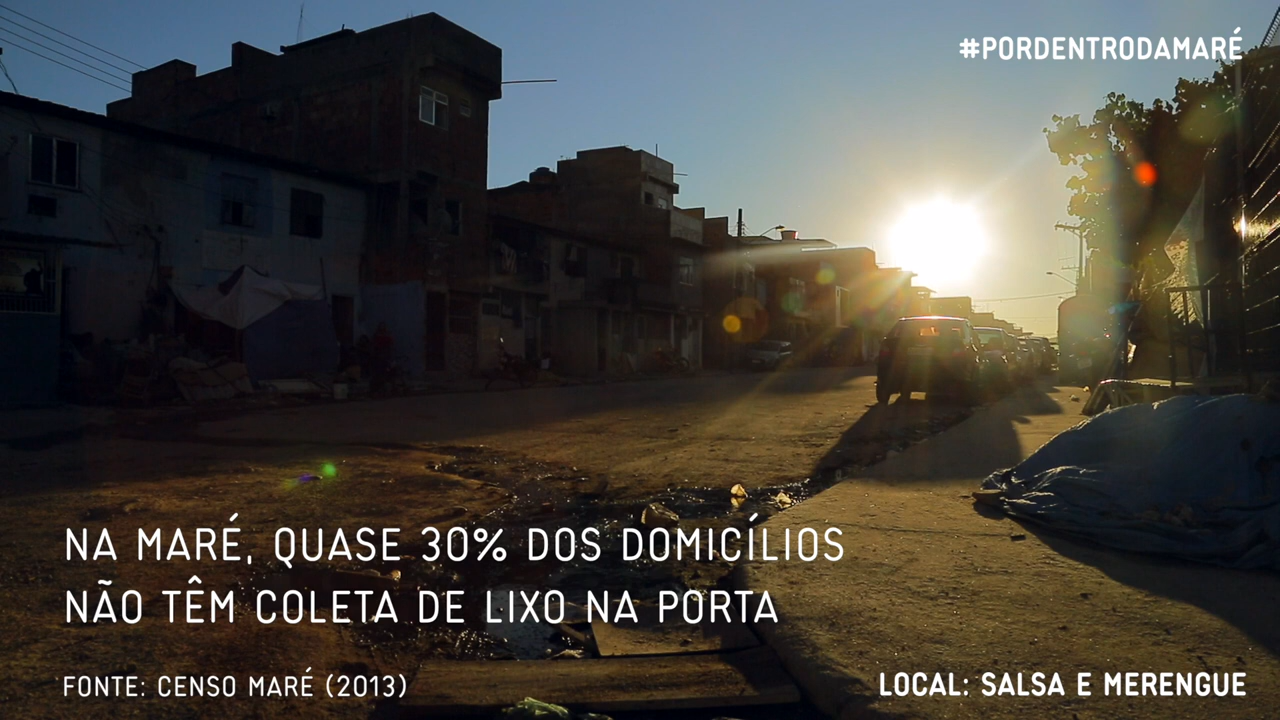 #PORDENTRODAMARÉ
NA MARÉ, QUASE 30% DOS DOMICÍLIOS
NÃO TÊM COLETA DE LIXO NA PORTA
FONTE: CENSO MARÉ (2013)
LOCAL: SALSA E MERENGUE